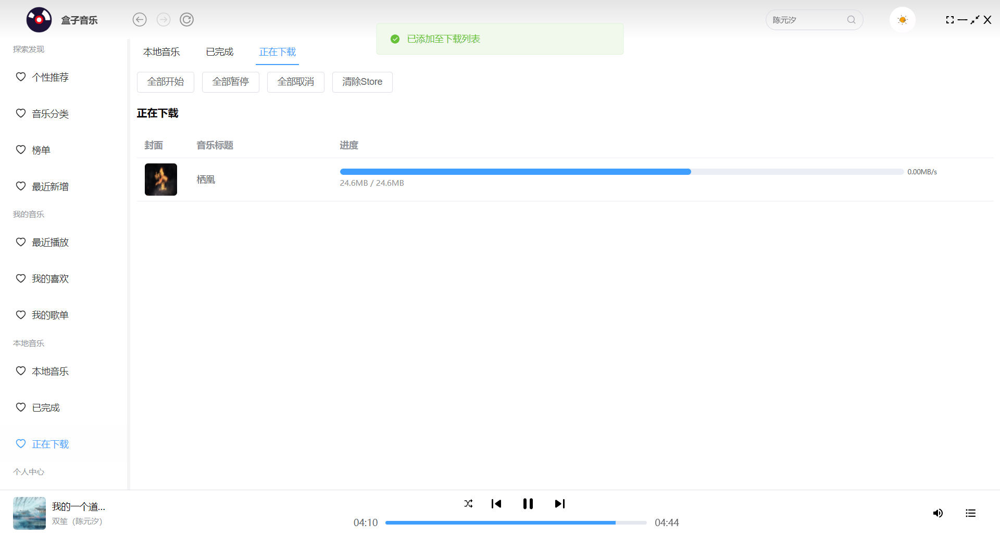 盒子音乐
陈元汐
已添加至下载列表
探索发现
个性推荐
音乐分类
榜单
最近新增
我的音乐
最近播放
我的喜欢
我的歌单
本地音乐
本地音乐
已完成
正在下载
个人中心
本地音乐 已完成 正在下载
全部开始 全部暂停 全部取消 清除Store
正在下载
封面 音乐标题 进度
栖凰
0.00MB/s
24.6MB / 24.6MB
我的一个道...
双笙（陈元汐）
04:10 04:44